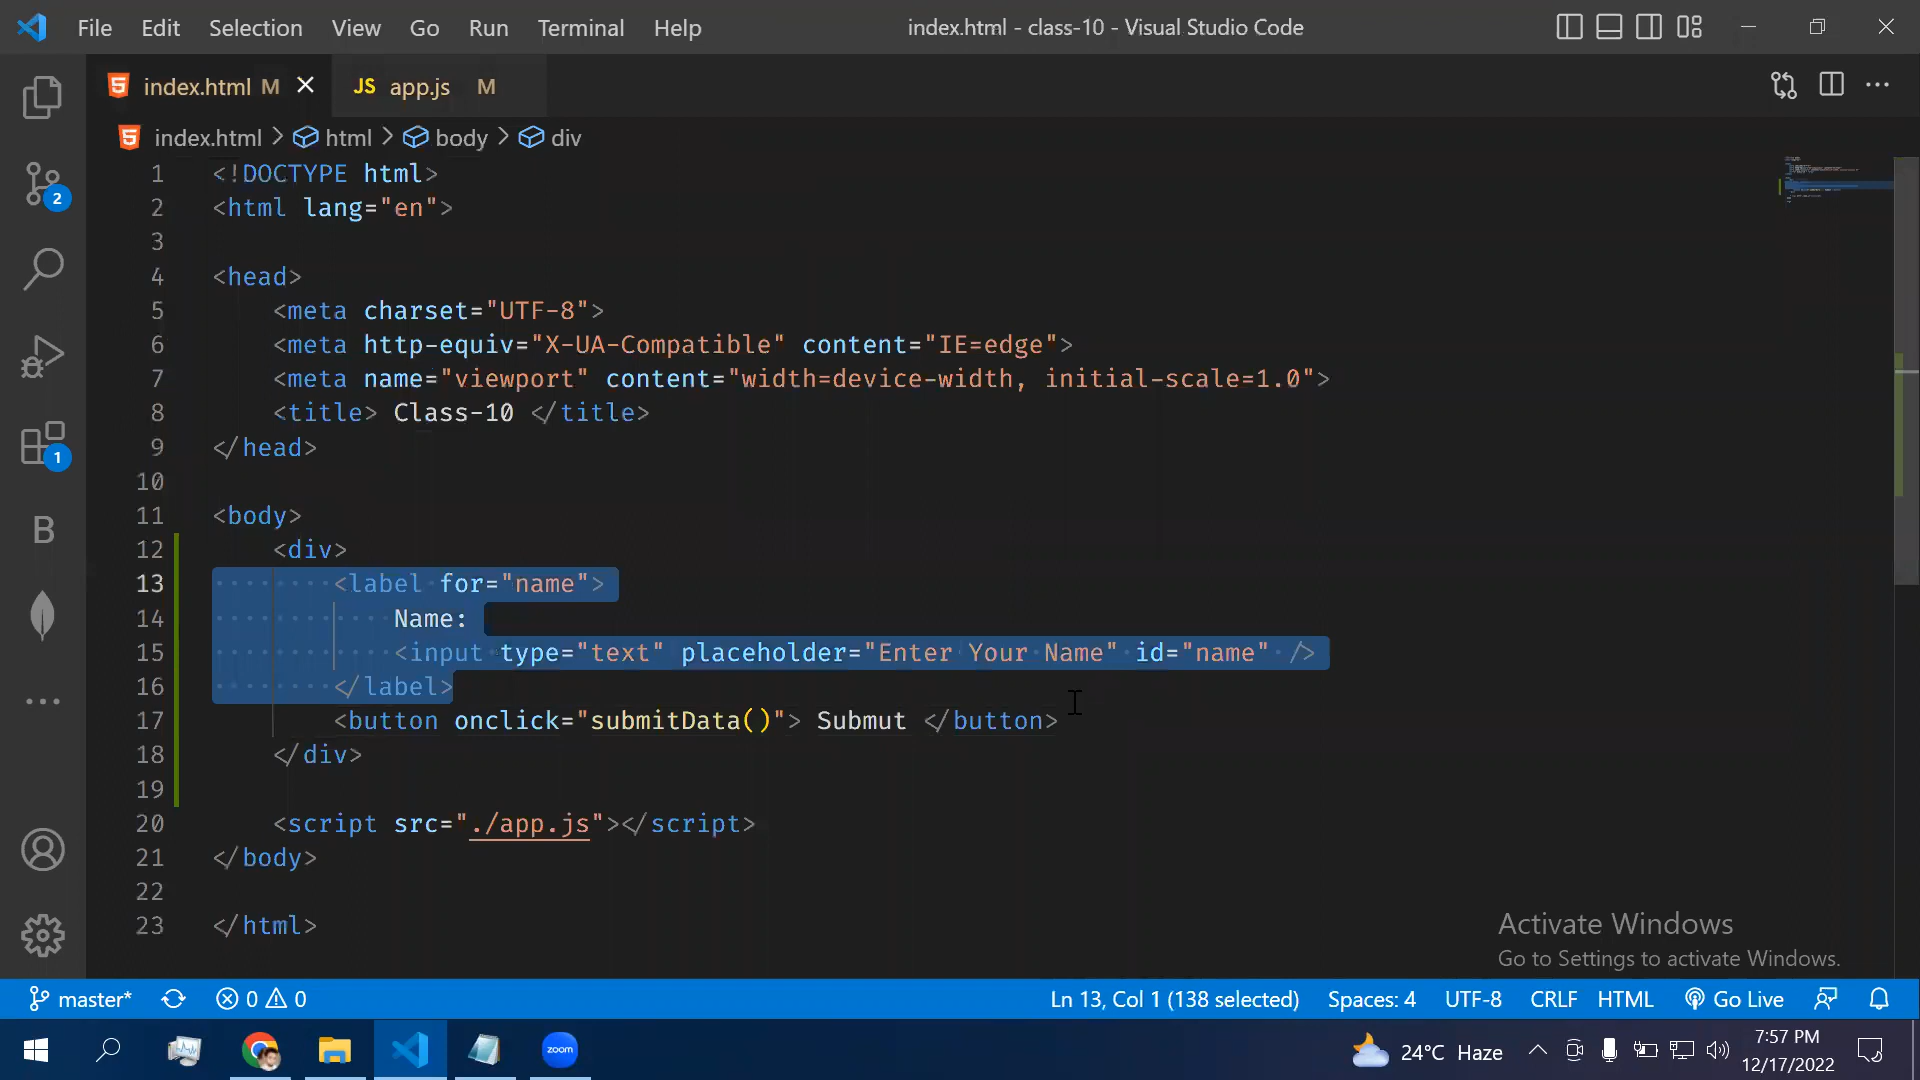 File Edit Selection View Go Run Terminal Help index.html - class-10 - Visual Studio Code
index.html M JS app.js M
index.html > html > body > div
1 <!DOCTYPE html>
2 <html lang="en">
3
4 <head>
5 <meta charset="UTF-8">
6 <meta http-equiv="X-UA-Compatible" content="IE=edge">
7 <meta name="viewport" content="width=device-width, initial-scale=1.0">
8 <title> Class-10 </title>
9 </head>
10
11 <body>
12 <div>
13 <label for="name">
14 Name:
15 <input type="text" placeholder="Enter Your Name" id="name" />
16 </label>
17 <button onclick="submitData()"> Submut </button>
18 </div>
19
20 <script src="./app.js"></script>
21 </body>
22
23 </html>
2
1
B
Activate Windows
Go to Settings to activate Windows.
master* 0 0 Ln 13, Col 1 (138 selected) Spaces: 4 UTF-8 CRLF HTML Go Live
zoom 24°C Haze 7:57 PM
12/17/2022